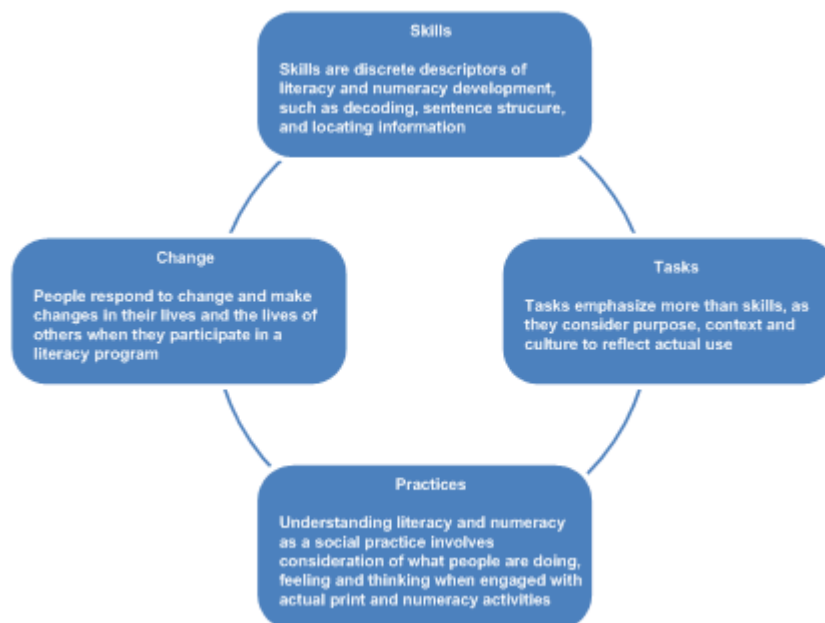 Skills
Skills are discrete descriptors of
literacy and numeracy development,
such as decoding, sentence strucure,
and locating information
Change
People respond to change and make
changes in their lives and the lives of
others when they participate in a
literacy program
Tasks
Tasks emphasize more than skills, as
they consider purpose, context and
culture to reflect actual use
Practices
Understanding literacy and numeracy
as a social practice involves
consideration of what people are doing,
feeling and thinking when engaged with
actual print and numeracy activities